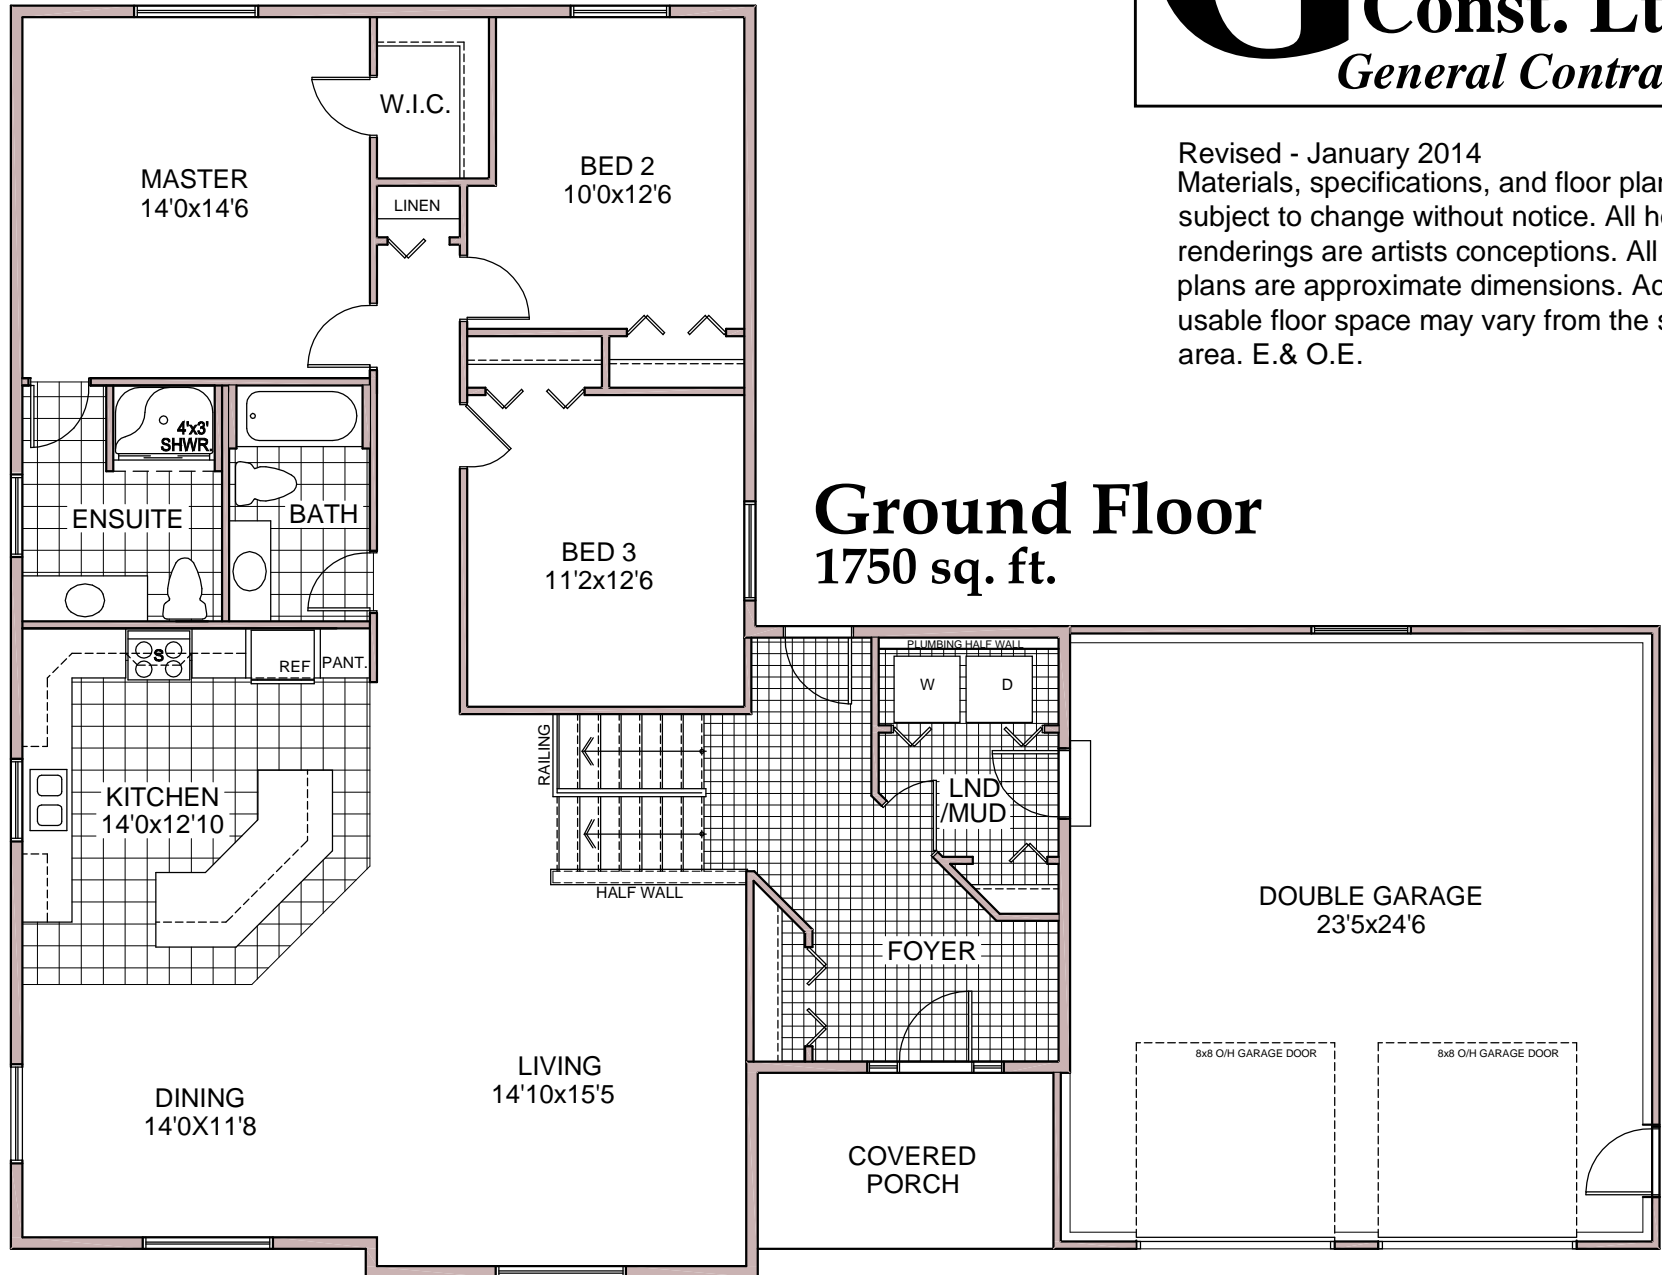 Const. Lt
General Contra
Revised - January 2014
Materials, specifications, and floor plan
subject to change without notice. All
renderings are artists conceptions. All
plans are approximate dimensions.
usable floor space may vary from the
area. E.& O.E.
Ground Floor
1750 sq. ft.
W.I.C.
MASTER
14'0x14'6
BED 2
10'0x12'6
LINEN
4'x3'
SHWR.
ENSUITE
BATH
BED 3
11'2x12'6
S
REF
PANT.
PLUMBING HALF WALL
W
D
RAILING
KITCHEN
14'0x12'10
LND
/MUD
HALF WALL
DOUBLE GARAGE
23'5x24'6
FOYER
8x8 O/H GARAGE DOOR
8x8 O/H GARAGE DOOR
LIVING
14'10x15'5
DINING
14'0X11'8
COVERED
PORCH